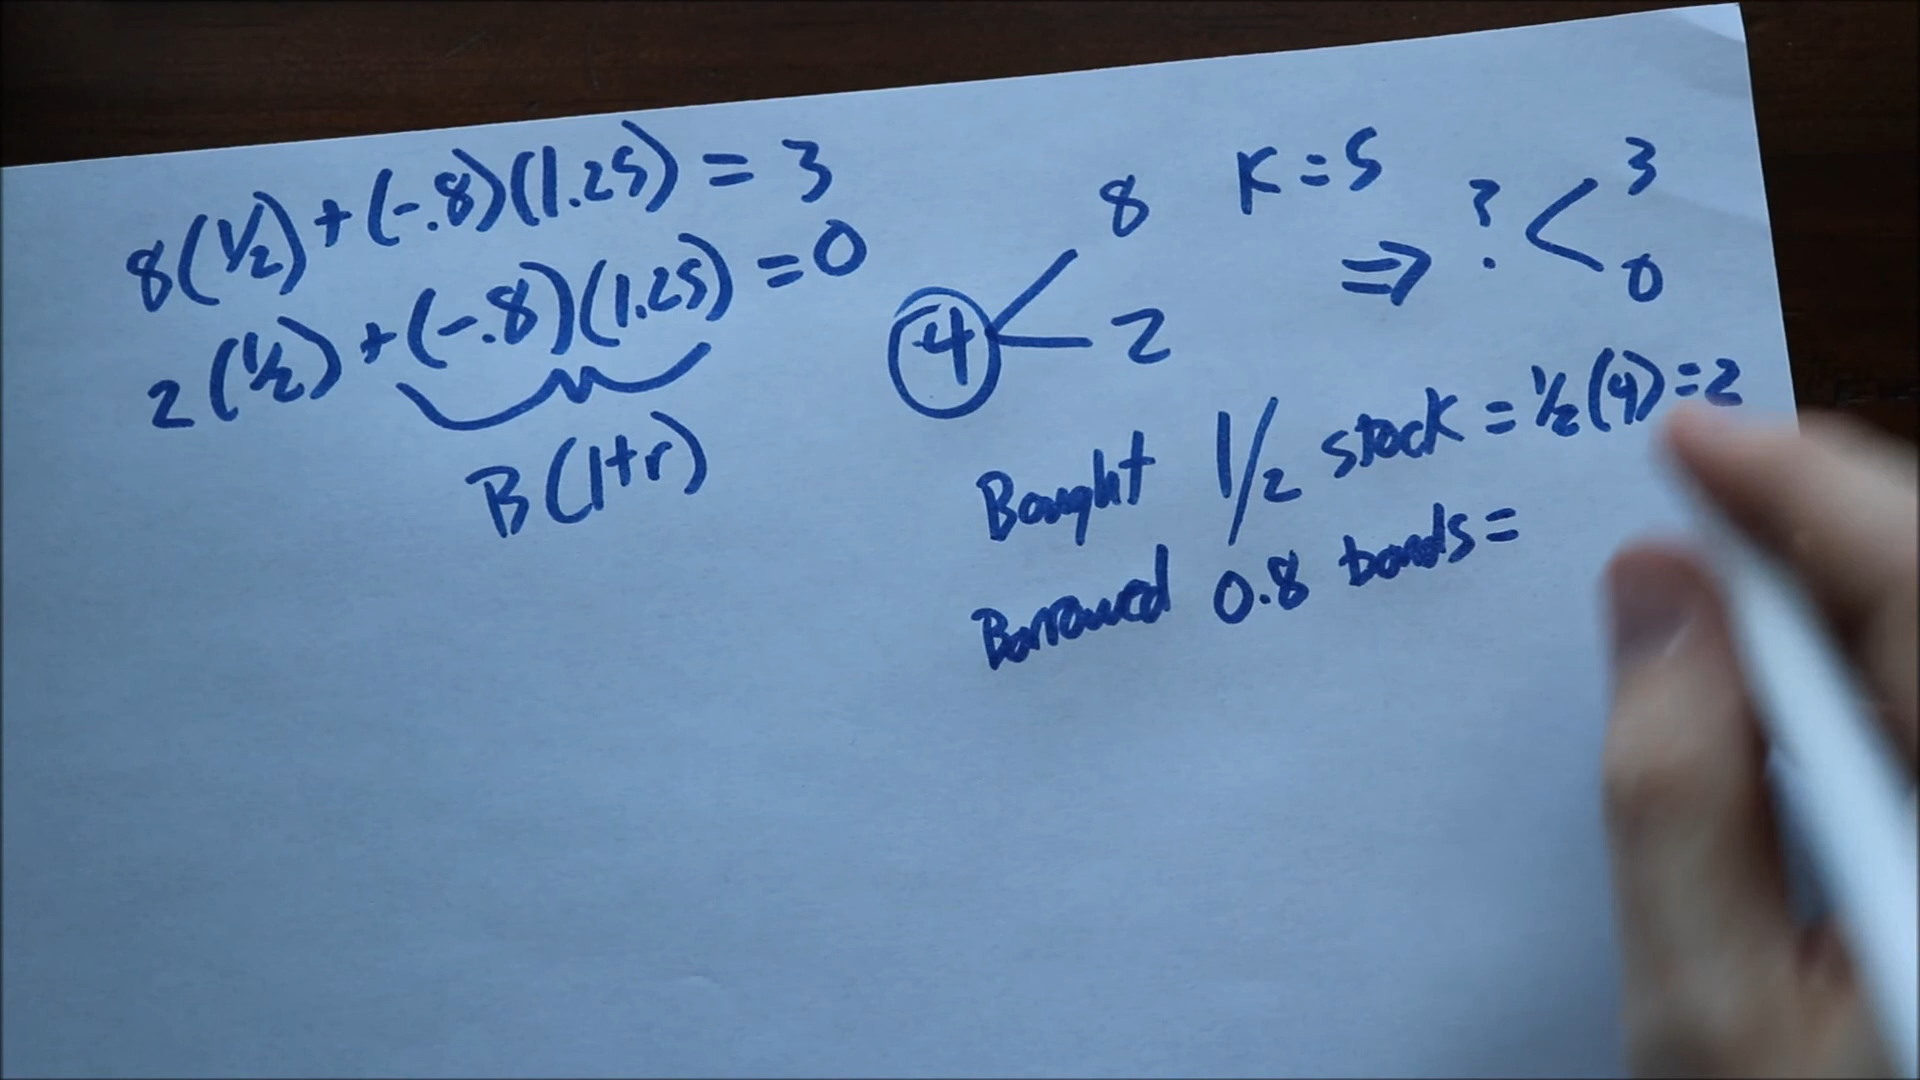 8(1/2)+(-.8)(1.25)=3
2(1/2)+(-.8)(1.25)=0
B(1+r)
4
8
2
K=5
⇒ ?
3
0
Bought 1/2 stock = 1/2(4)=2
Borrowed 0.8 bonds=